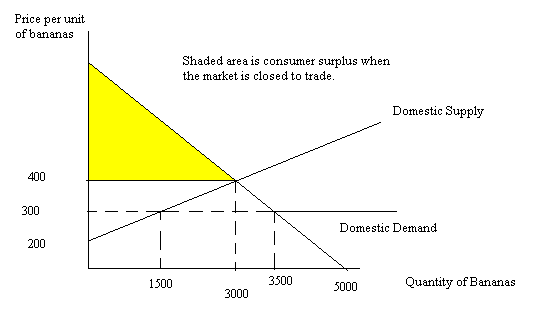 Price per unit
of bananas
Shaded area is consumer surplus when
the market is closed to trade.
Domestic Supply
400
300
Domestic Demand
200
1500
3000
3500
5000
Quantity of Bananas